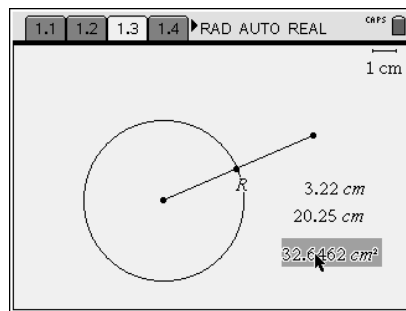 1.1 1.2 1.3 1.4 RAD AUTO REAL CAPS
1 cm
R
3.22 cm
20.25 cm
32.6462 cm²